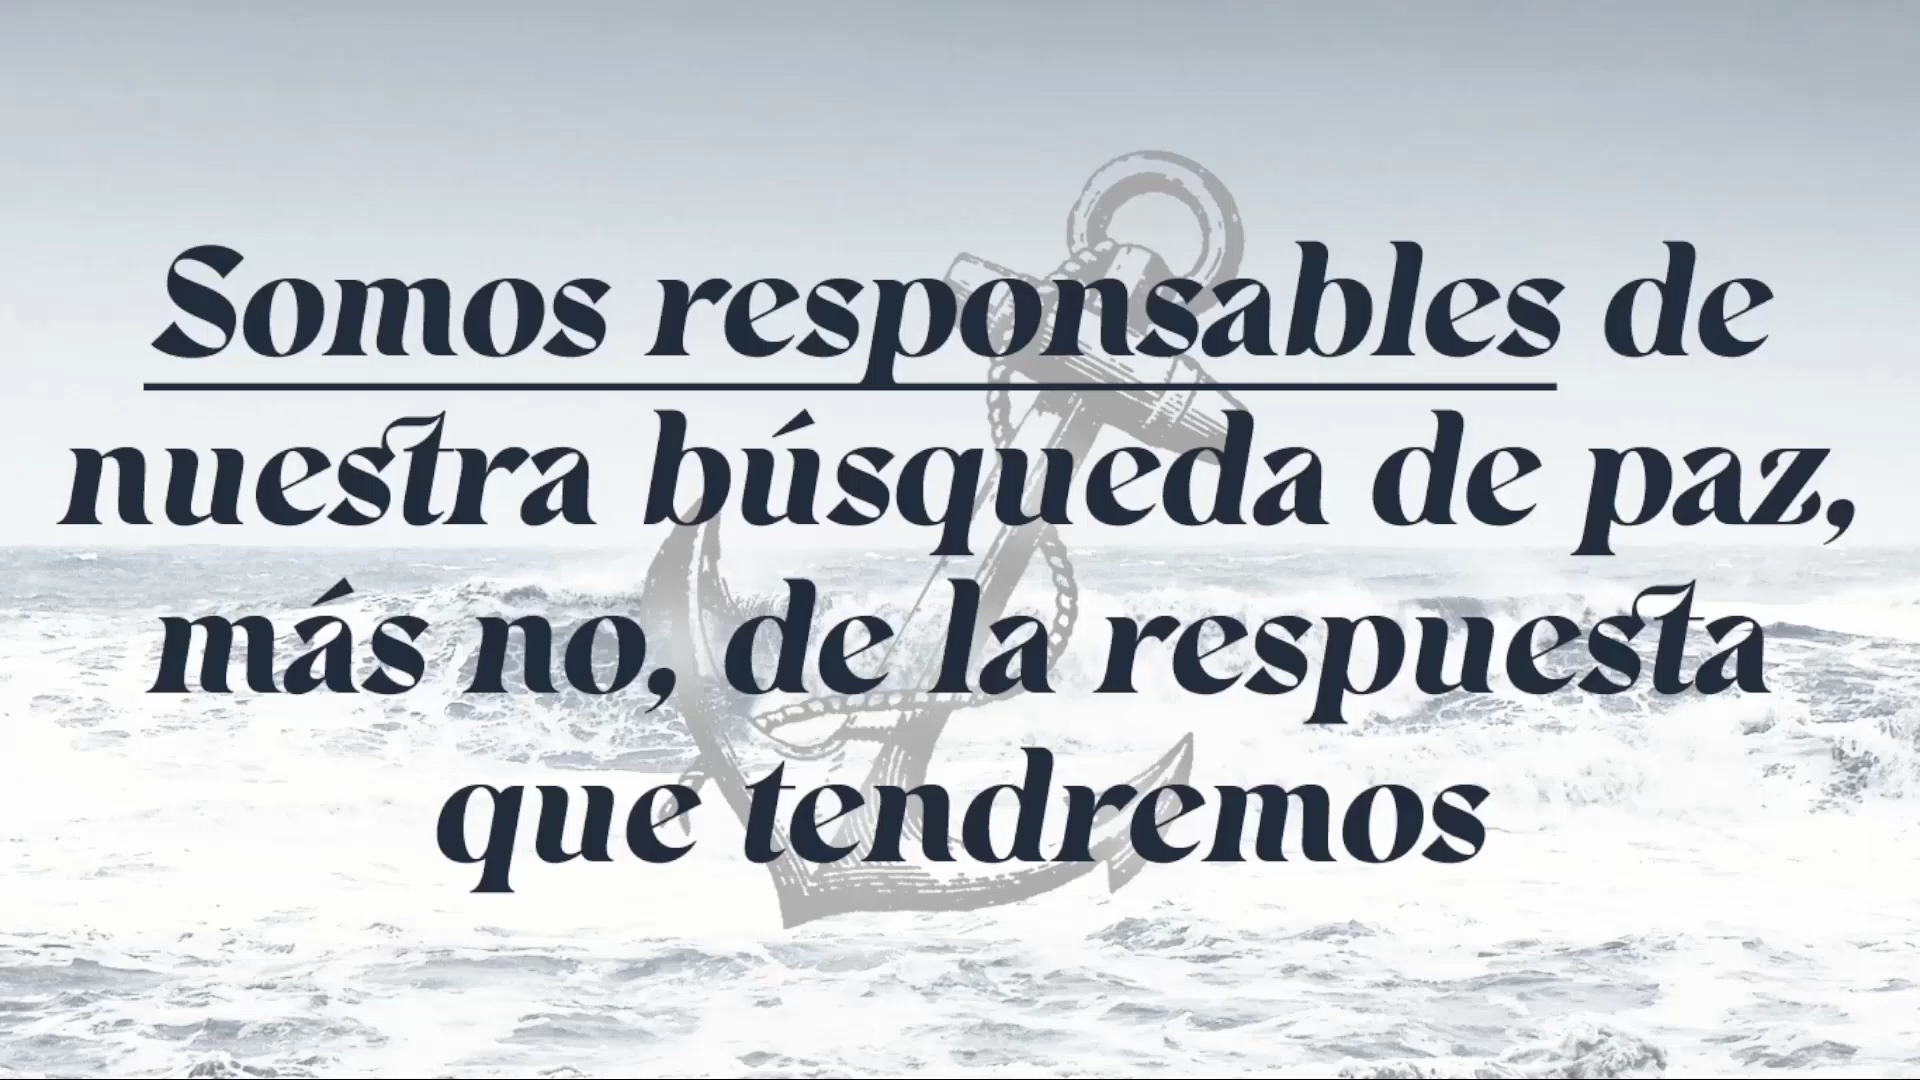 Somos responsables de
nuestra búsqueda de paz,
más no, de la respuesta
que tendremos